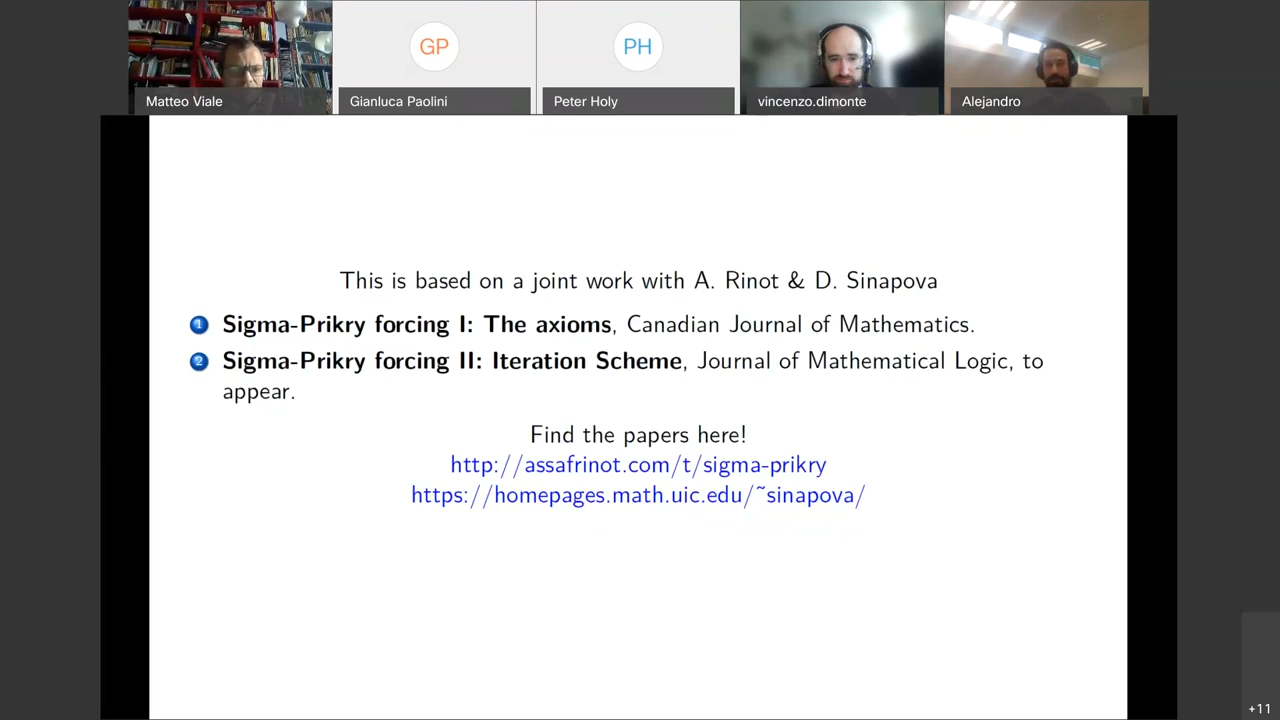 GP
PH
Matteo Viale
Gianluca Paolini
Peter Holy
vincenzo.dimonte
Alejandro
This is based on a joint work with A. Rinot & D. Sinapova
1 Sigma-Prikry forcing I: The axioms, Canadian Journal of Mathematics.
2 Sigma-Prikry forcing II: Iteration Scheme, Journal of Mathematical Logic, to
appear.
Find the papers here!
http://assafrinot.com/t/sigma-prikry
https://homepages.math.uic.edu/~sinapova/
+11